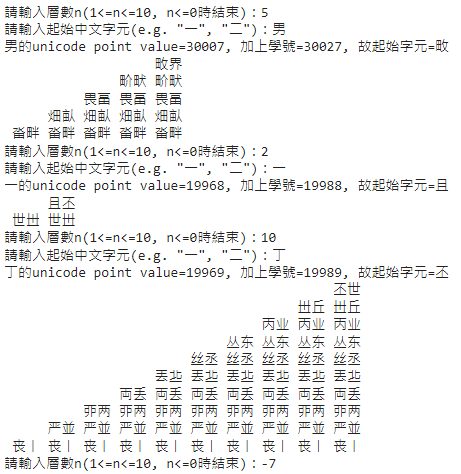 請輸入層數n(1<=n<=10, n<=0時結束)：5
請輸入起始中文字元(e.g. "一", "二")：男
男的unicode point value=30007, 加上學號=30027, 故起始字元=畋
畋界
畍畎 畍畎
畏畐 畏畐 畏畐
畑畒 畑畒 畑畒 畑畒
畓畔 畓畔 畓畔 畓畔 畓畔
請輸入層數n(1<=n<=10, n<=0時結束)：2
請輸入起始中文字元(e.g. "一", "二")：一
一的unicode point value=19968, 加上學號=19988, 故起始字元=且
且丕
世丗 世丗
請輸入層數n(1<=n<=10, n<=0時結束)：10
請輸入起始中文字元(e.g. "一", "二")：丁
丁的unicode point value=19969, 加上學號=19989, 故起始字元=丕
丕世
丗丘 丗丘
丙业 丙业 丙业
丛东 丛东 丛东 丛东
丝丞 丝丞 丝丞 丝丞 丝丞
丟丠 丟丠 丟丠 丟丠 丟丠 丟丠
両丢 両丢 両丢 両丢 両丢 両丢 両丢
丣两 丣两 丣两 丣两 丣两 丣两 丣两 丣两
严並 严並 严並 严並 严並 严並 严並 严並 严並
丧丨 丧丨 丧丨 丧丨 丧丨 丧丨 丧丨 丧丨 丧丨 丧丨
請輸入層數n(1<=n<=10, n<=0時結束)：-7